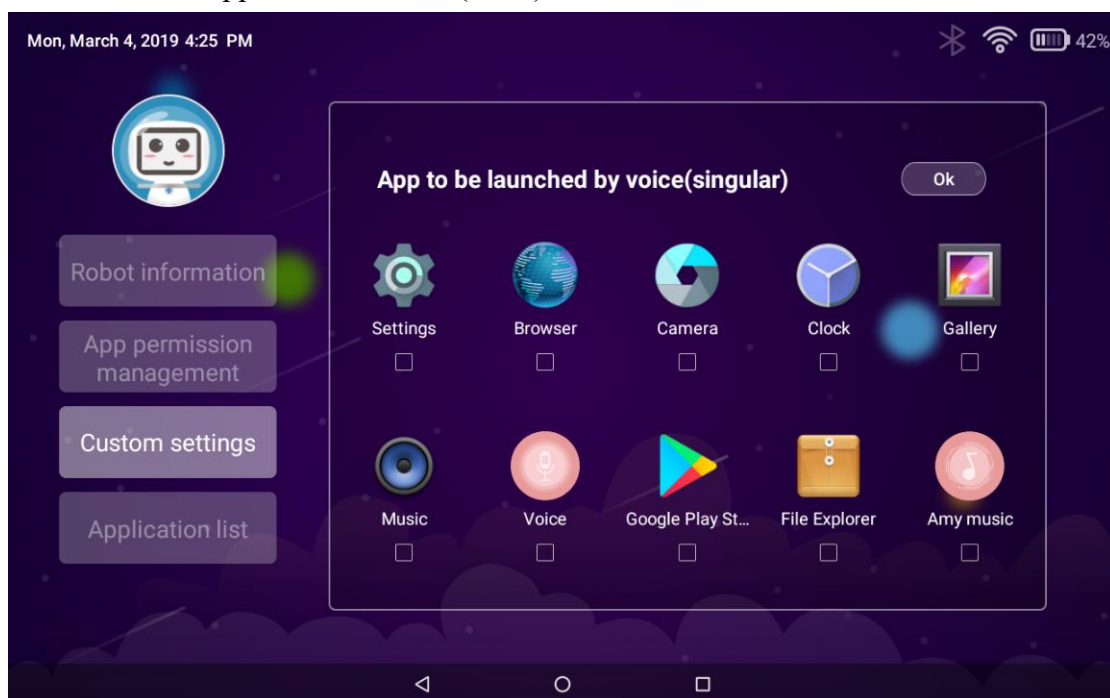 Mon, March 4, 2019 4:25 PM
42%
App to be launched by voice(singular)
Ok
Robot information
App permission
management
Custom settings
Application list
Settings
Browser
Camera
Clock
Gallery
Music
Voice
Google Play St...
File Explorer
Amy music